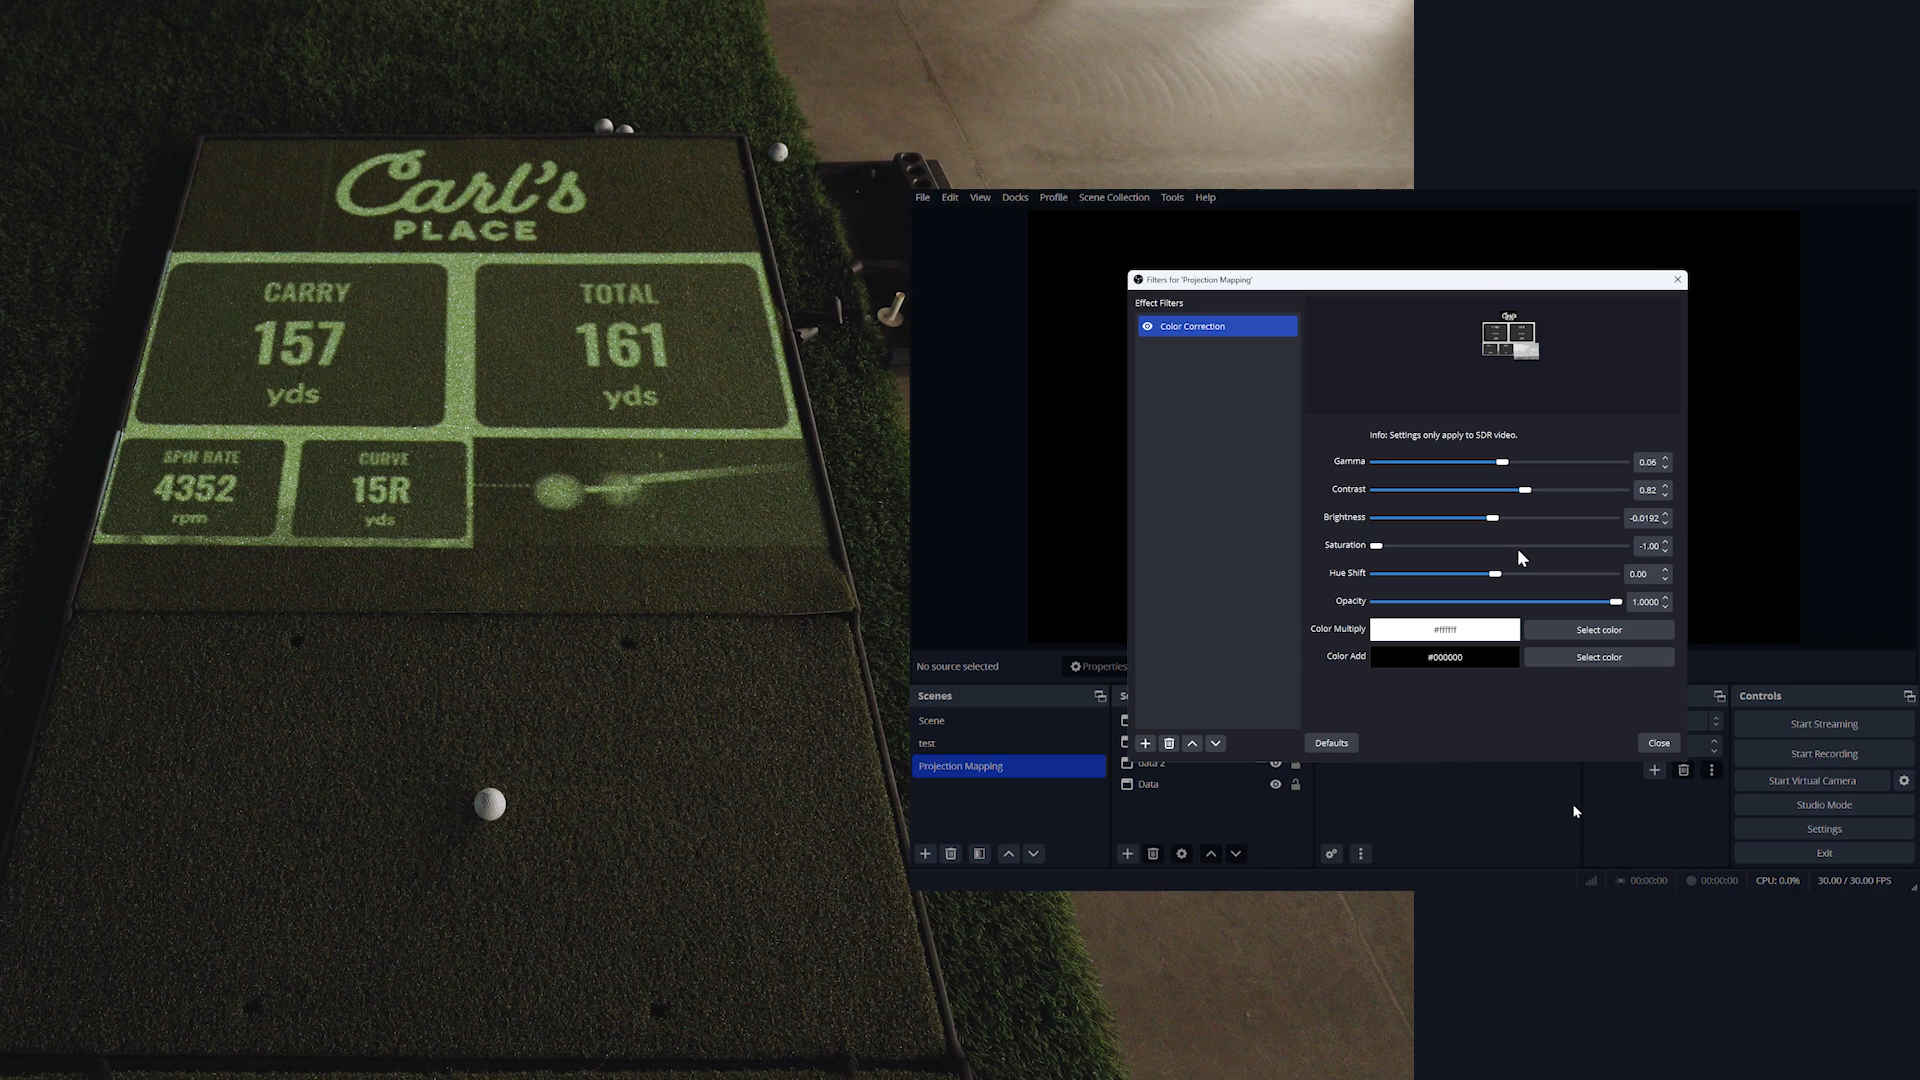 Carl's
PLACE
CARRY
157
yds
TOTAL
161
yds
SPIN RATE
4352
rpm
CURVE
15R
yds
File Edit View Docks Profile Scene Collection Tools Help
Filters for 'Projection Mapping'
Effect Filters
Color Correction
Info: Settings only apply to SDR video.
Gamma 0.06
Contrast 0.82
Brightness -0.0192
Saturation -1.00
Hue Shift 0.00
Opacity 1.0000
Color Multiply #ffffff Select color
Color Add #000000 Select color
Defaults Close
No source selected Properties
Scenes
Scene
test
Projection Mapping
data 2
Data
Controls
Start Streaming
Start Recording
Start Virtual Camera
Studio Mode
Settings
Exit
00:00:00 00:00:00 CPU: 0.0% 30.00 / 30.00 FPS